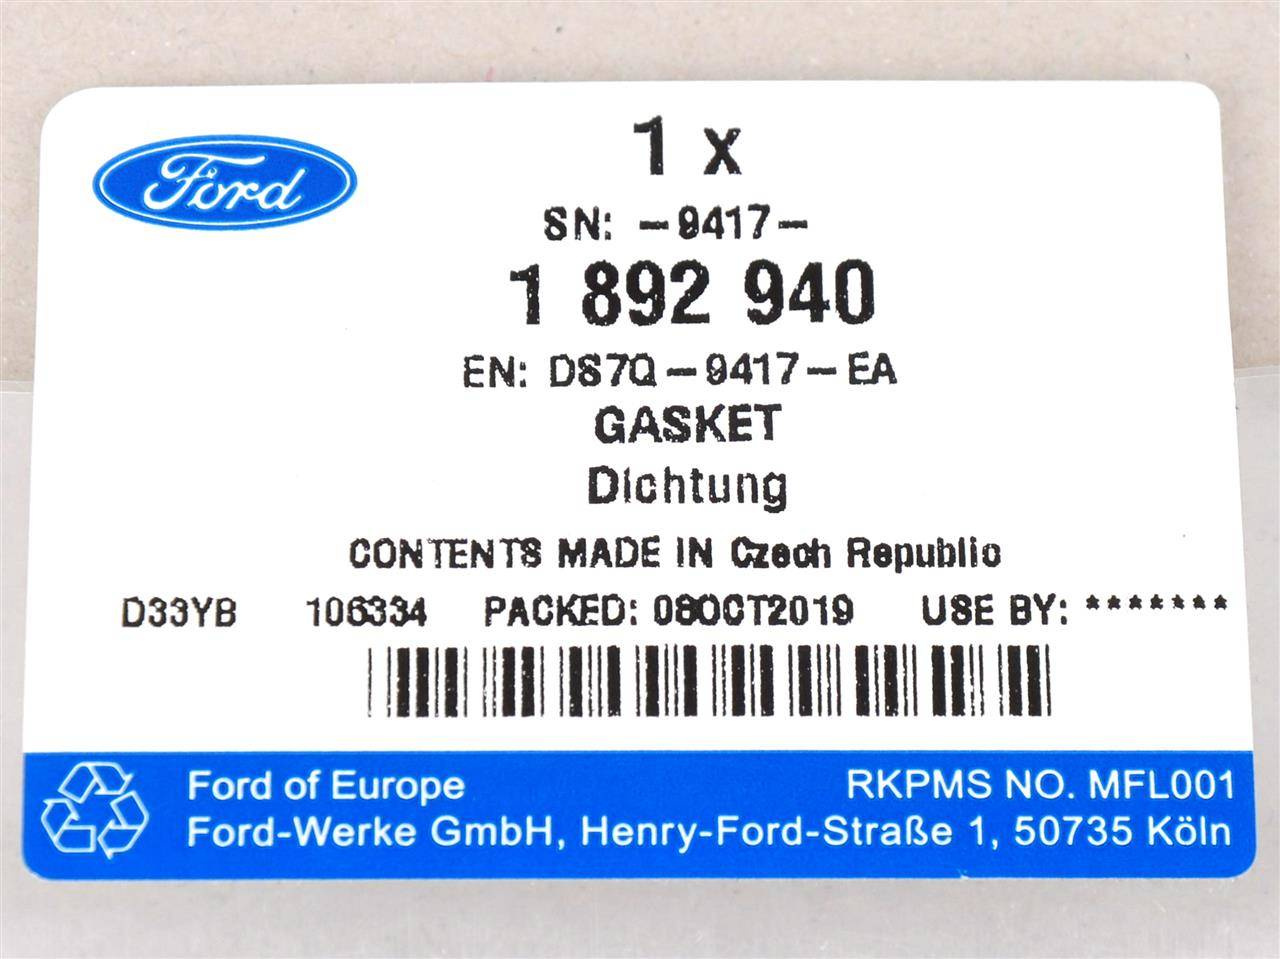 Ford
1 x
SN: -9417-
1 892 940
EN: DS7Q-9417-EA
GASKET
Dichtung
CONTENTS MADE IN Czech Republic
D33YB 106334 PACKED: 08OCT2019 USE BY: *******
Ford of Europe RKPMS NO. MFL001
Ford-Werke GmbH, Henry-Ford-Straße 1, 50735 Köln